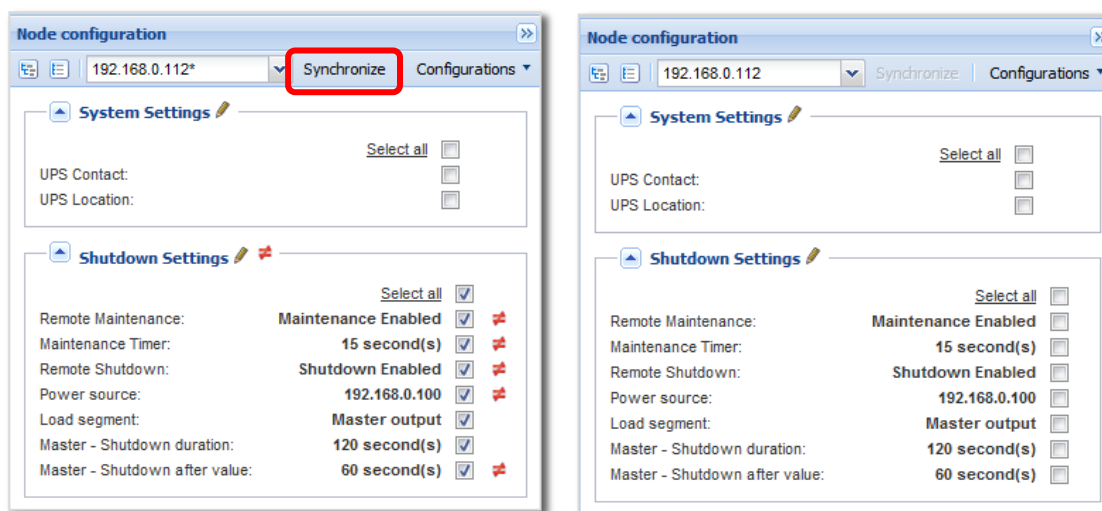 Node configuration
192.168.0.112* Synchronize Configurations
System Settings
Select all
UPS Contact:
UPS Location:
Shutdown Settings
Select all
Remote Maintenance: Maintenance Enabled
Maintenance Timer: 15 second(s)
Remote Shutdown: Shutdown Enabled
Power source: 192.168.0.100
Load segment: Master output
Master - Shutdown duration: 120 second(s)
Master - Shutdown after value: 60 second(s)
Node configuration
192.168.0.112 Synchronize Configurations
System Settings
Select all
UPS Contact:
UPS Location:
Shutdown Settings
Select all
Remote Maintenance: Maintenance Enabled
Maintenance Timer: 15 second(s)
Remote Shutdown: Shutdown Enabled
Power source: 192.168.0.100
Load segment: Master output
Master - Shutdown duration: 120 second(s)
Master - Shutdown after value: 60 second(s)